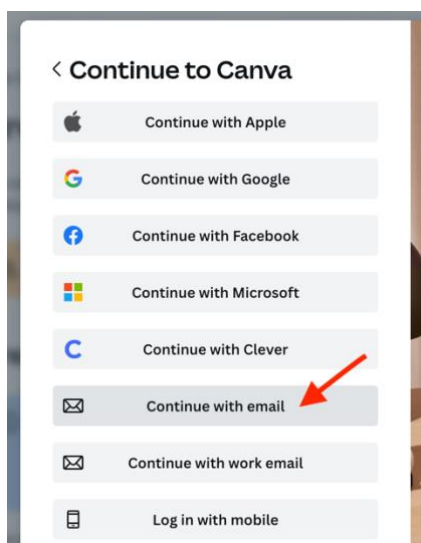 Continue to Canva
Continue with Apple
Continue with Google
Continue with Facebook
Continue with Microsoft
Continue with Clever
Continue with email
Continue with work email
Log in with mobile